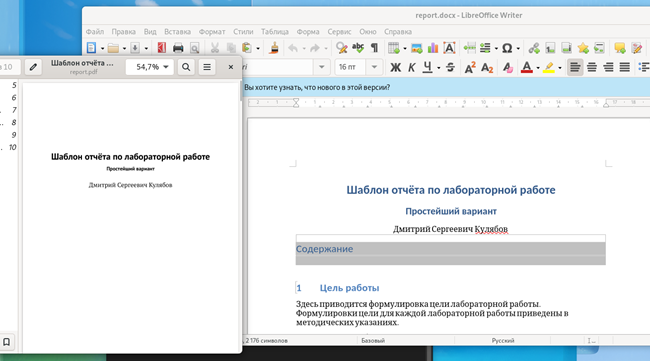 report.docx - LibreOffice Writer
Файл Правка Вид Вставка Формат Стили Таблица Форма Сервис Окно Справка
з 10
Шаблон отчёта ...
report.pdf
54,7%
16 пт
Ж К Ч S
Вы хотите узнать, что нового в этой версии?
5
6
7
8
9
10
Шаблон отчёта по лабораторной работе
Простейший вариант
Дмитрий Сергеевич Кулябов
Шаблон отчёта по лабораторной работе
Простейший вариант
Дмитрий Сергеевич Кулябов
Содержание
1 Цель работы
Здесь приводится формулировка цели лабораторной работы.
Формулировки цели для каждой лабораторной работы приведены в
методических указаниях.
2 176 символов
Базовый
Русский